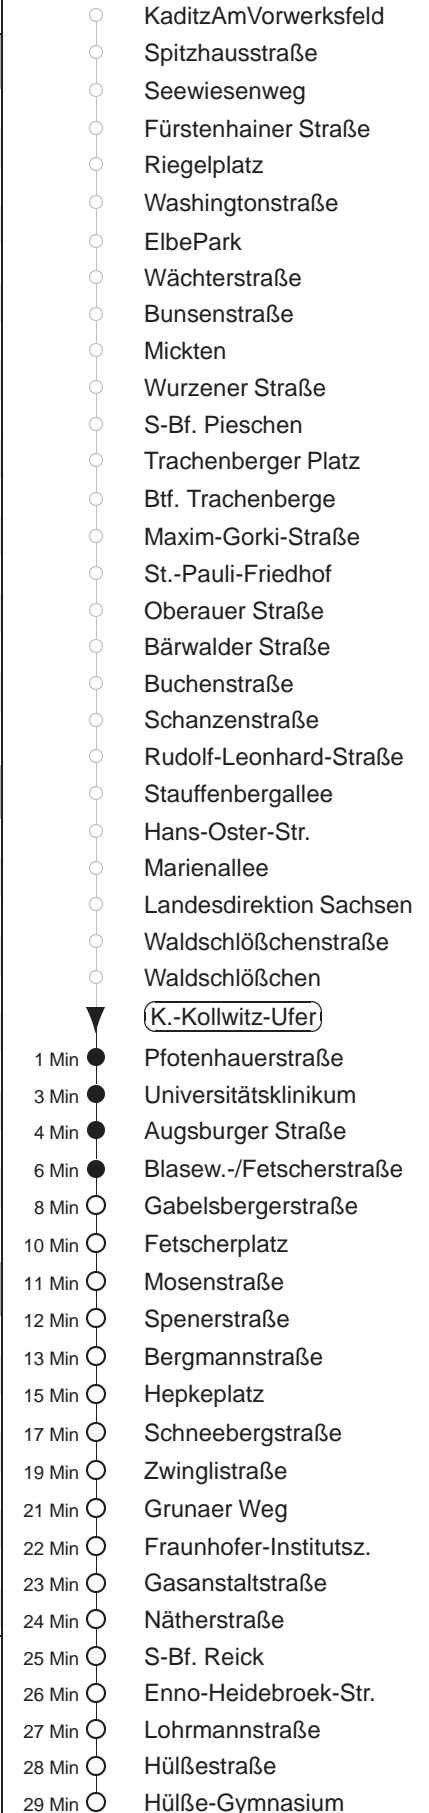 KaditzAmVorwerksfeld
Spitzhausstraße
Seewiesenweg
Fürstenhainer Straße
Riegelplatz
Washingtonstraße
ElbePark
Wächterstraße
Bunsenstraße
Mickten
Wurzener Straße
S-Bf. Pieschen
Trachenberger Platz
Btf. Trachenberge
Maxim-Gorki-Straße
St.-Pauli-Friedhof
Oberauer Straße
Bärwalder Straße
Buchenstraße
Schanzenstraße
Rudolf-Leonhard-Straße
Stauffenbergallee
Hans-Oster-Str.
Marienallee
Landesdirektion Sachsen
Waldschlößchenstraße
Waldschlößchen
K.-Kollwitz-Ufer
1 Min Pfotenhauerstraße
3 Min Universitätsklinikum
4 Min Augsburger Straße
6 Min Blasew.-/Fetscherstraße
8 Min Gabelsbergerstraße
10 Min Fetscherplatz
11 Min Mosenstraße
12 Min Spenerstraße
13 Min Bergmannstraße
15 Min Hepkeplatz
17 Min Schneebergstraße
19 Min Zwinglistraße
21 Min Grunaer Weg
22 Min Fraunhofer-Institutsz.
23 Min Gasanstaltstraße
24 Min Nätherstraße
25 Min S-Bf. Reick
26 Min Enno-Heidebroek-Str.
27 Min Lohrmannstraße
28 Min Hülßestraße
29 Min Hülße-Gymnasium